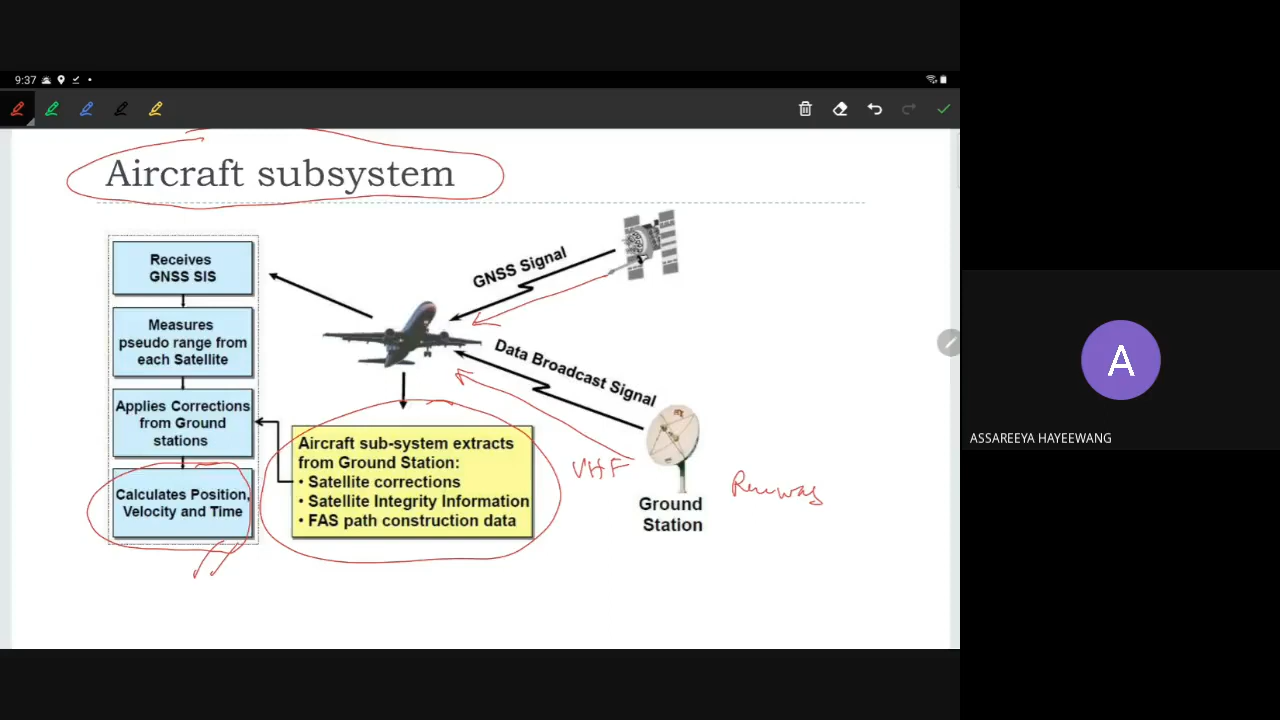 9:37
Aircraft subsystem
Receives
GNSS SIS
Measures
pseudo range from
each Satellite
Applies Corrections
from Ground
stations
Calculates Position,
Velocity and Time
GNSS Signal
Data Broadcast Signal
Aircraft sub-system extracts
from Ground Station:
• Satellite corrections
• Satellite Integrity Information
• FAS path construction data
VHF
Ground
Station
Runway
A
ASSAREEYA HAYEEWANG